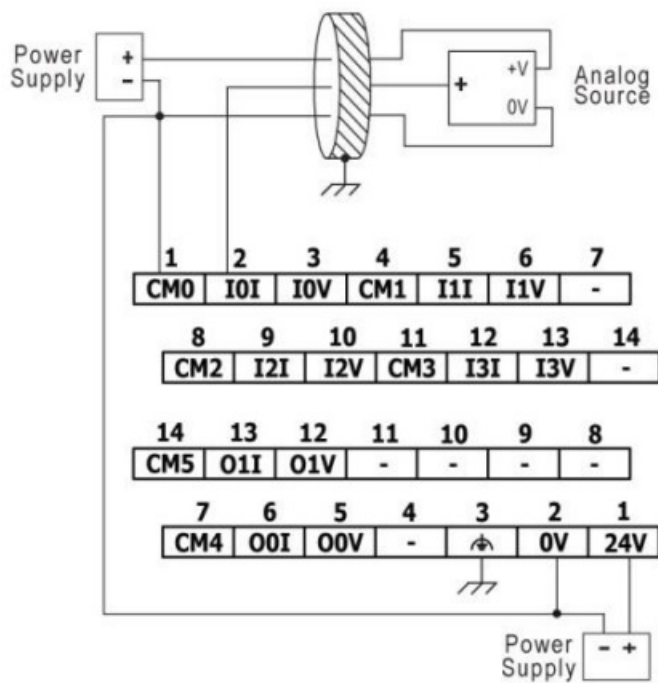 Power
Supply
+
-
+
+V
0V
Analog
Source
1 2 3 4 5 6 7
CM0 I0I I0V CM1 I1I I1V -
8 9 10 11 12 13 14
CM2 I2I I2V CM3 I3I I3V -
14 13 12 11 10 9 8
CM5 O1I O1V - - - -
7 6 5 4 3 2 1
CM4 O0I O0V - 0V 24V
Power
Supply
- +